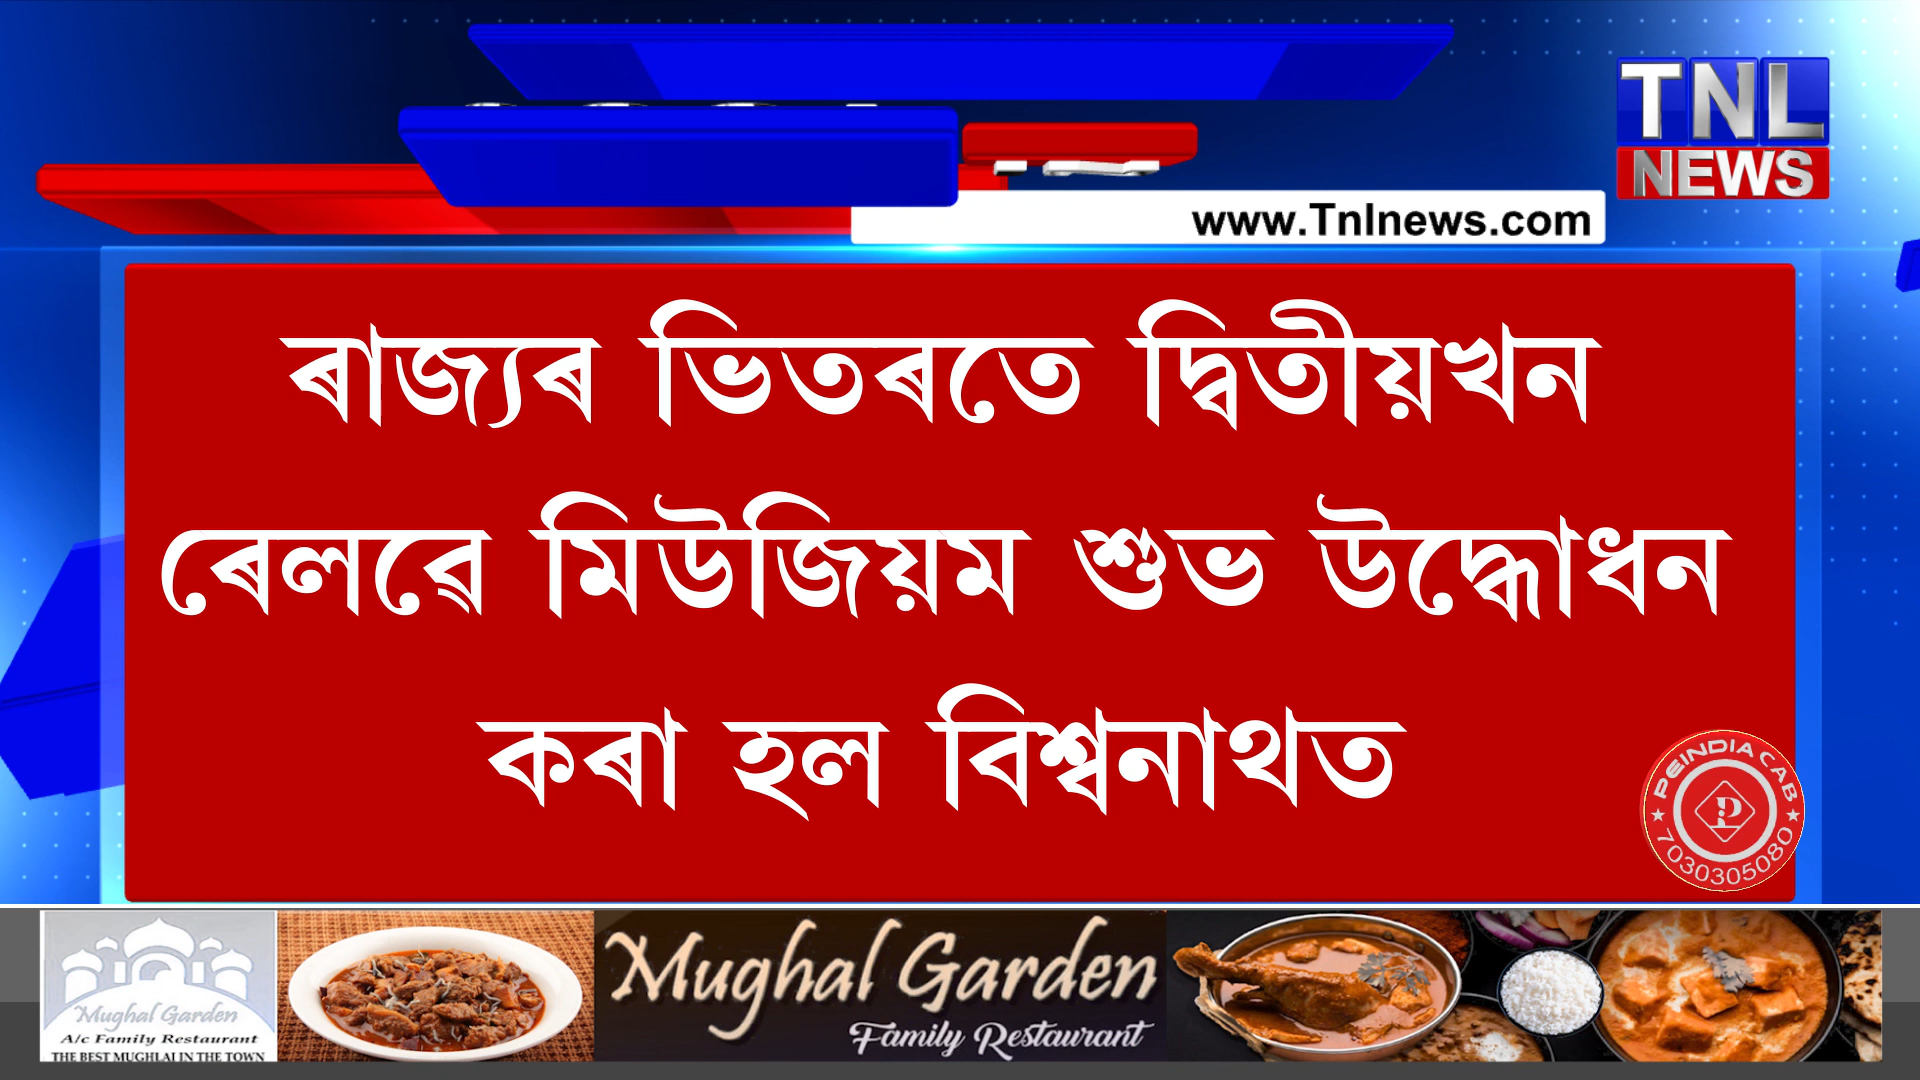 TNL
NEWS
www.Tnlnews.com
ৰাজ্যৰ ভিতৰতে দ্বিতীয়খন
ৰেলৱে মিউজিয়ম শুভ উদ্ধোধন
কৰা হল বিশ্বনাথত
PEINDIA CAB
P
7030305080
Mughal Garden
A/c Family Restaurant
THE BEST MUGHLAI IN THE TOWN
Mughal Garden
Family Restaurant